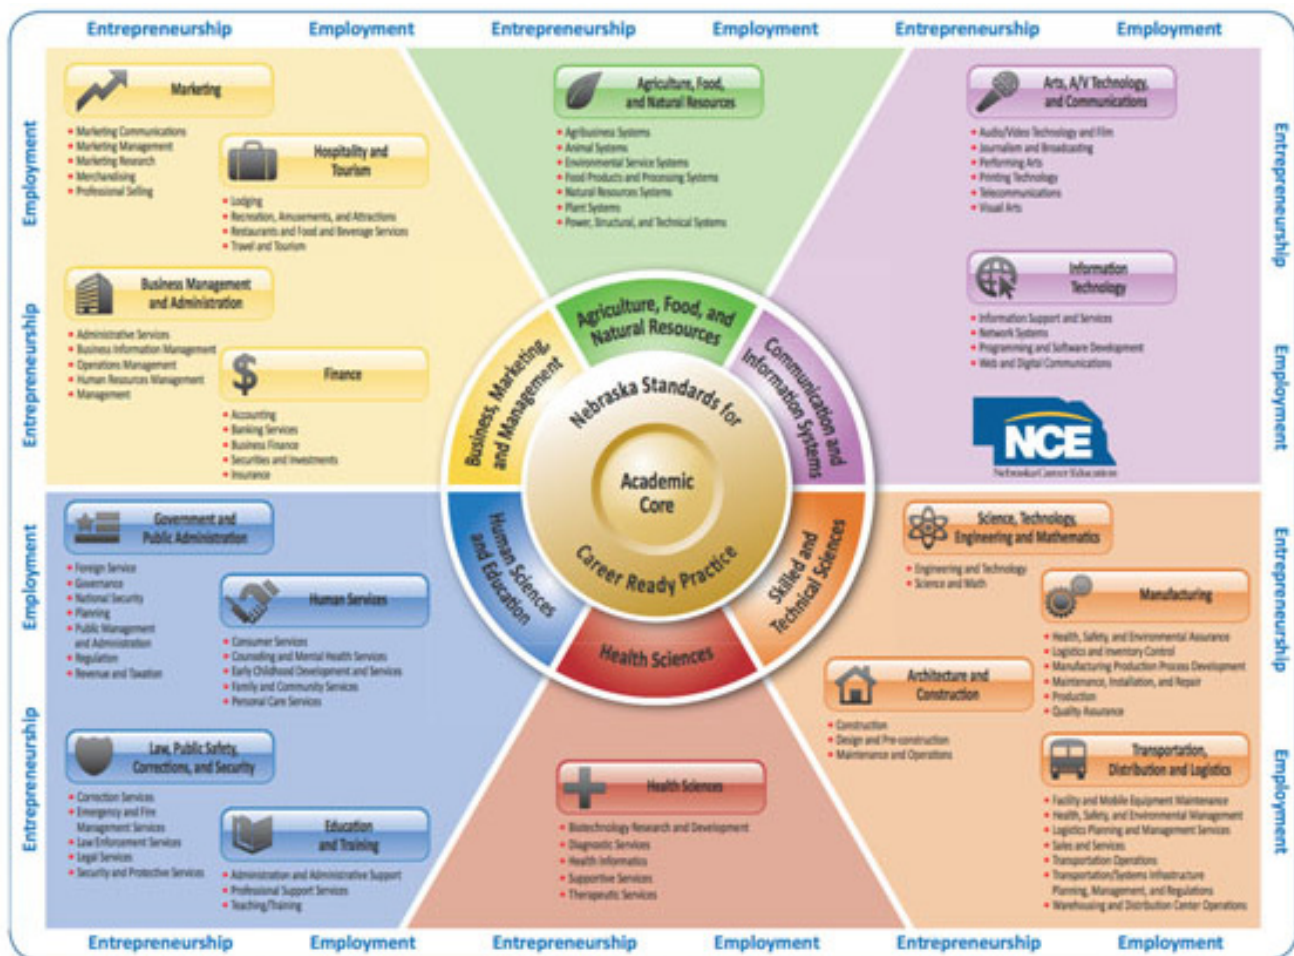 Entrepreneurship Employment Entrepreneurship Employment Entrepreneurship Employment
Employment
Entrepreneurship
Employment
Entrepreneurship
Marketing
Marketing Communications
Marketing Management
Marketing Research
Merchandising
Professional Selling
Hospitality and
Tourism
Lodging
Recreation, Amusements, and Attractions
Restaurants and Food and Beverage Services
Travel and Tourism
Business Management
and Administration
Administrative Services
Business Information Management
Operations Management
Human Resources Management
Management
Finance
Accounting
Banking Services
Business Finance
Securities and Investments
Insurance
Agriculture, Food,
and Natural Resources
Agribusiness Systems
Animal Systems
Environmental Service Systems
Food Products and Processing Systems
Natural Resources Systems
Plant Systems
Power, Structural, and Technical Systems
Arts, A/V Technology,
and Communications
Audio/Video Technology and Film
Journalism and Broadcasting
Performing Arts
Printing Technology
Telecommunications
Visual Arts
Information
Technology
Information Support and Services
Network Systems
Programming and Software Development
Web and Digital Communications
NCE
Nebraska Career Education
Business, Marketing,
and Management
Agriculture, Food, and
Natural Resources
Communication and
Information Systems
Nebraska Standards for
Academic
Core
Career Ready Practice
Human Sciences
and Education
Health Sciences
Skilled and
Technical Sciences
Government and
Public Administration
Foreign Service
Governance
National Security
Planning
Public Management
and Administration
Regulation
Revenue and Taxation
Human Services
Consumer Services
Counseling and Mental Health Services
Early Childhood Development and Services
Family and Community Services
Personal Care Services
Law, Public Safety,
Corrections, and Security
Correction Services
Emergency and Fire
Management Services
Law Enforcement Services
Legal Services
Security and Protective Services
Education
and Training
Administration and Administrative Support
Professional Support Services
Teaching/Training
Health Sciences
Biotechnology Research and Development
Diagnostic Services
Health Informatics
Supportive Services
Therapeutic Services
Science, Technology,
Engineering and Mathematics
Engineering and Technology
Science and Math
Manufacturing
Health, Safety, and Environmental Assurance
Logistics and Inventory Control
Manufacturing Production Process Development
Maintenance, Installation, and Repair
Production
Quality Assurance
Architecture and
Construction
Construction
Design and Pre-construction
Maintenance and Operations
Transportation,
Distribution and Logistics
Facility and Mobile Equipment Maintenance
Health, Safety, and Environmental Management
Logistics Planning and Management Services
Sales and Services
Transportation Operations
Transportation/Systems Infrastructure
Planning, Management, and Regulations
Warehousing and Distribution Center Operations
Entrepreneurship
Employment
Entrepreneurship
Employment
Entrepreneurship Employment Entrepreneurship Employment Entrepreneurship Employment